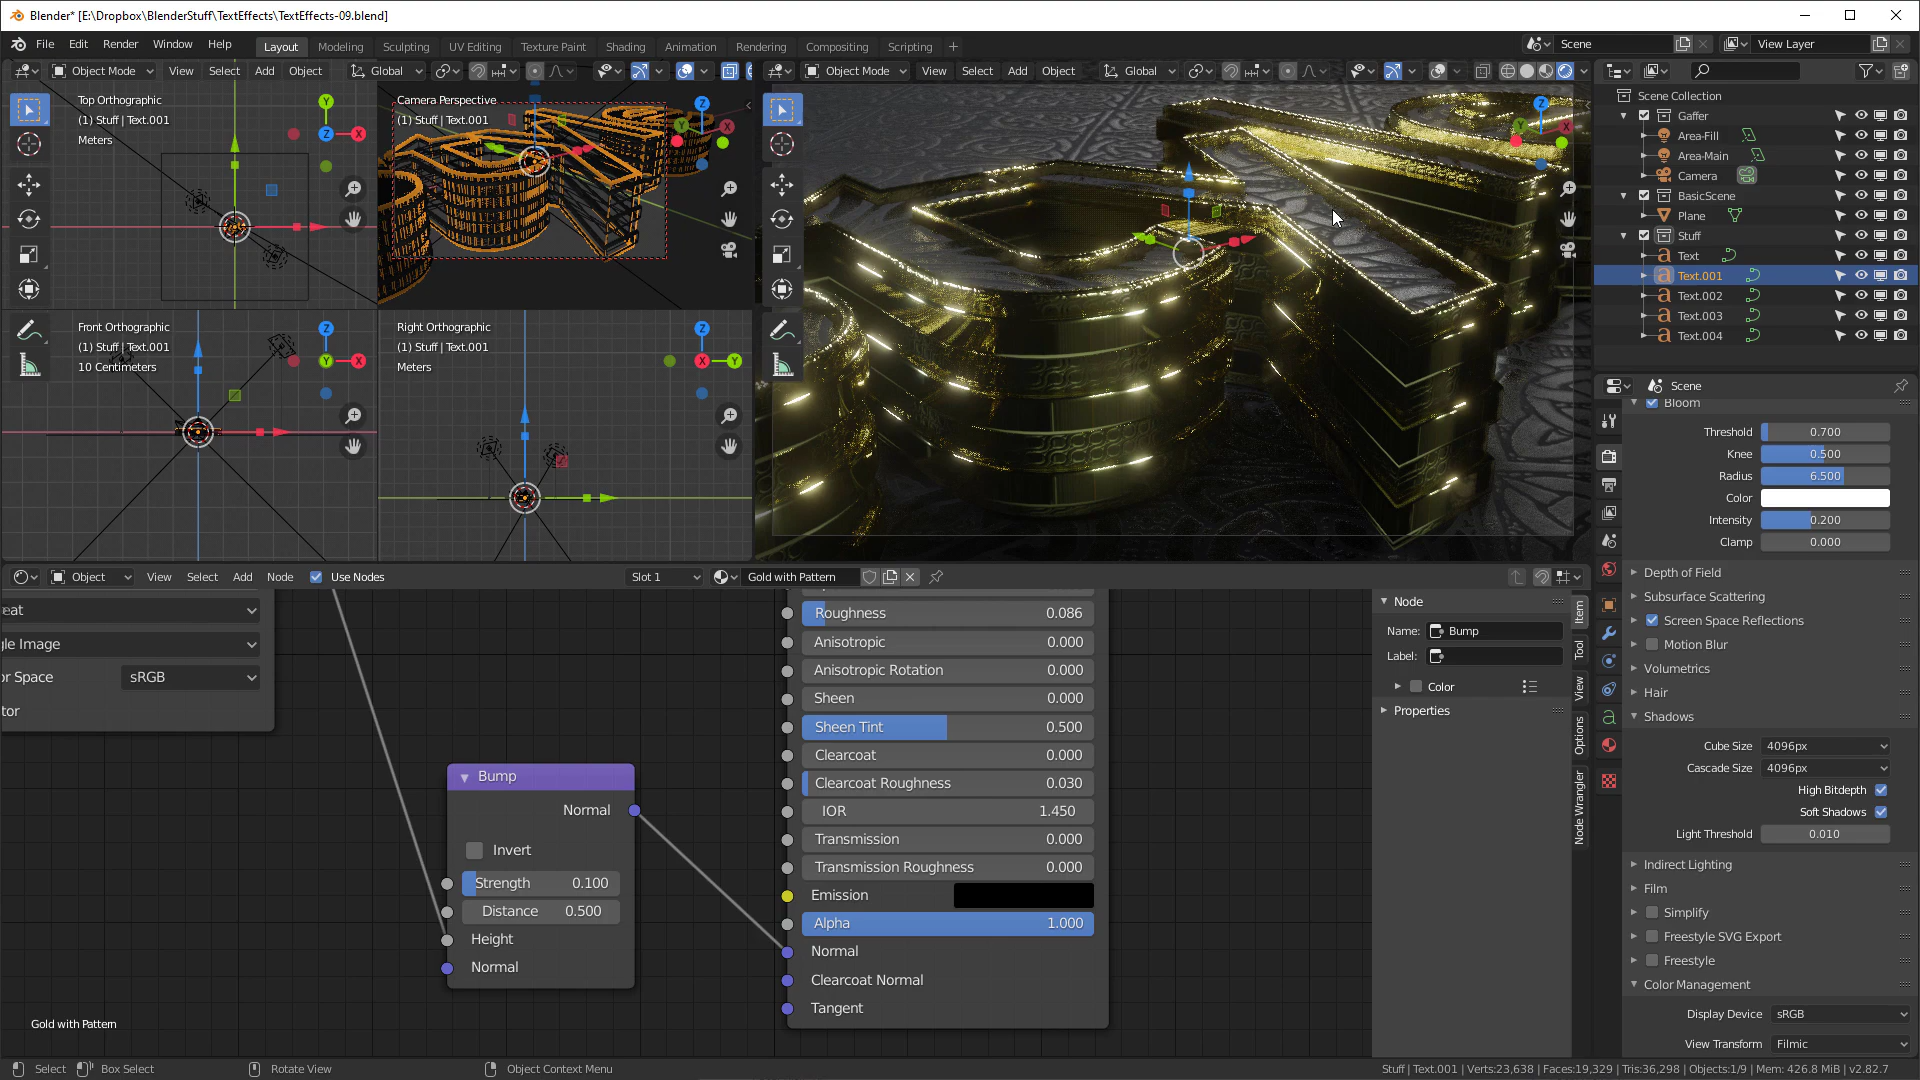 Blender* [E:\Dropbox\BlenderStuff\TextEffects\TextEffects-09.blend]
File Edit Render Window Help Layout Modeling Sculpting UV Editing Texture Paint Shading Animation Rendering Compositing Scripting + Scene View Layer
Object Mode View Select Add Object Global
Object Mode View Select Add Object Global
Top Orthographic
(1) Stuff | Text.001
Meters
Camera Perspective
(1) Stuff | Text.001
Front Orthographic
(1) Stuff | Text.001
10 Centimeters
Right Orthographic
(1) Stuff | Text.001
Meters
Scene Collection
Gaffer
Area-Fill
Area-Main
Camera
BasicScene
Plane
Stuff
Text
Text.001
Text.002
Text.003
Text.004
Scene
Bloom
Threshold 0.700
Knee 0.500
Radius 6.500
Color
Intensity 0.200
Clamp 0.000
Depth of Field
Subsurface Scattering
Screen Space Reflections
Motion Blur
Volumetrics
Hair
Shadows
Cube Size 4096px
Cascade Size 4096px
High Bitdepth
Soft Shadows
Light Threshold 0.010
Indirect Lighting
Film
Simplify
Freestyle SVG Export
Freestyle
Color Management
Display Device sRGB
View Transform Filmic
Object View Select Add Node Use Nodes Slot 1 Gold with Pattern
eat
gle Image
or Space sRGB
tor
Bump
Normal
Invert
Strength 0.100
Distance 0.500
Height
Normal
Roughness 0.086
Anisotropic 0.000
Anisotropic Rotation 0.000
Sheen 0.000
Sheen Tint 0.500
Clearcoat 0.000
Clearcoat Roughness 0.030
IOR 1.450
Transmission 0.000
Transmission Roughness 0.000
Emission
Alpha 1.000
Normal
Clearcoat Normal
Tangent
Node
Name: Bump
Label:
Color
Properties
Item
Tool
View
Options
Node Wrangler
Gold with Pattern
Select Box Select Rotate View Object Context Menu
Stuff | Text.001 | Verts:23,638 | Faces:19,329 | Tris:36,298 | Objects:1/9 | Mem: 426.8 MiB | v2.82.7